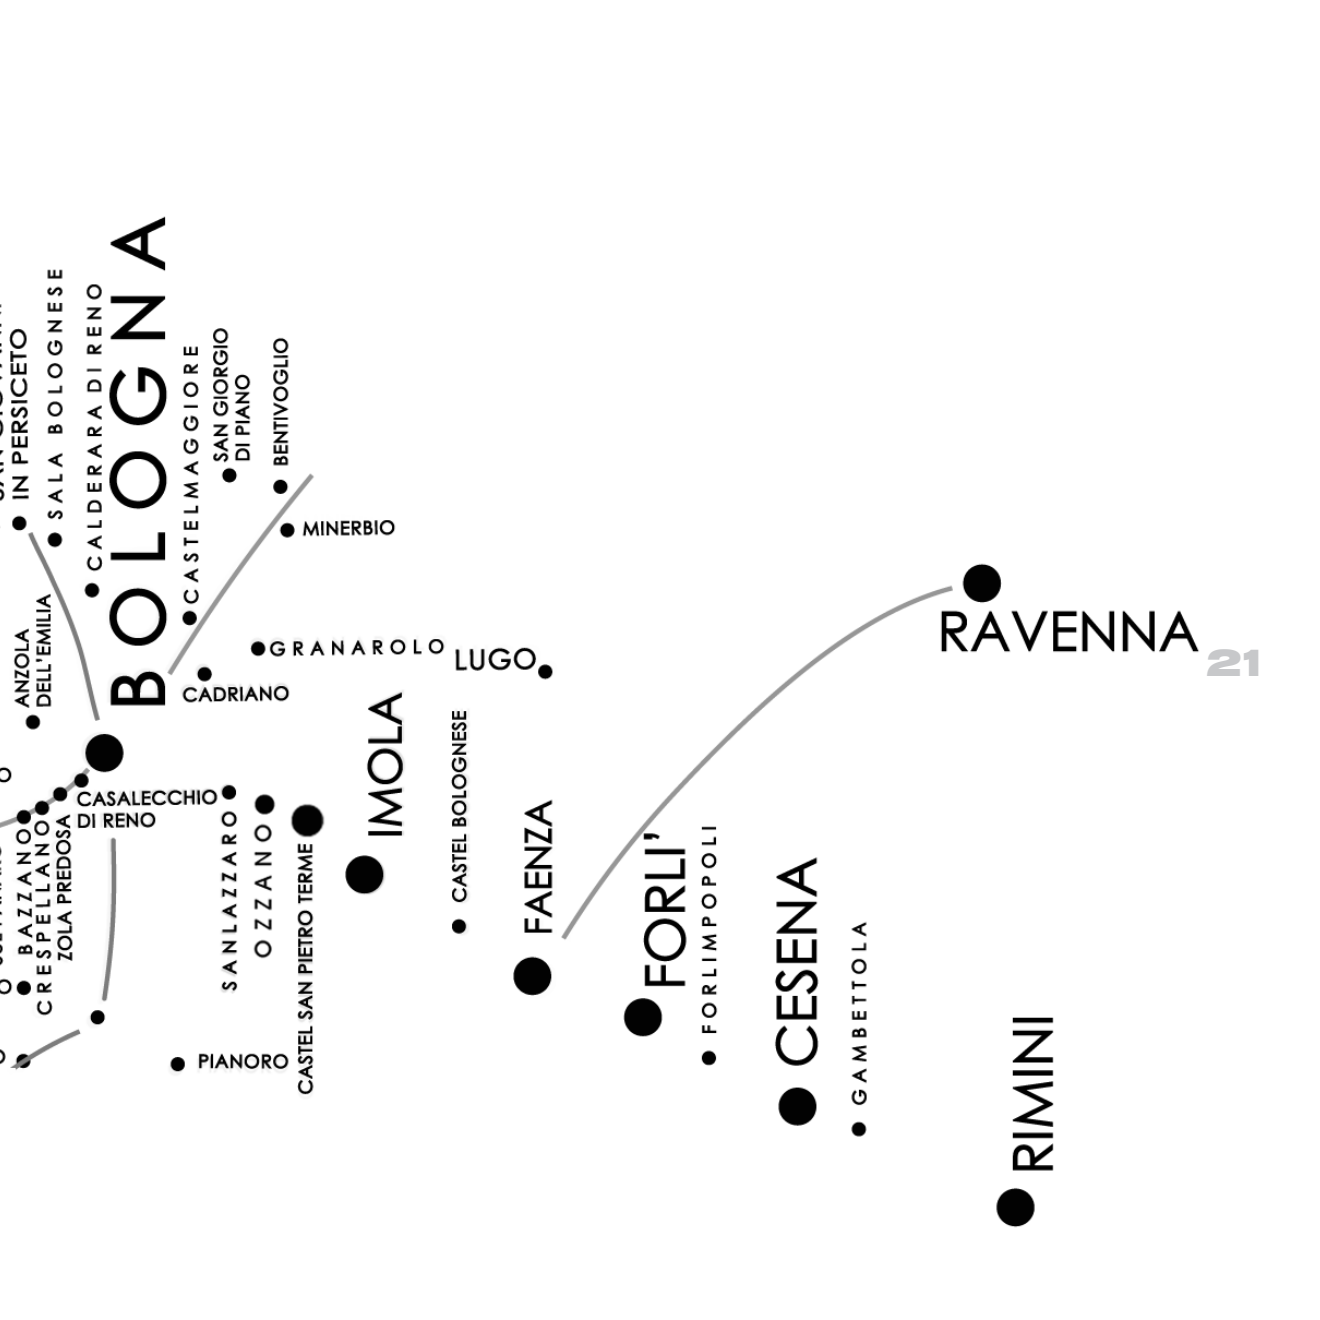 IN PERSICETO
SALA BOLOGNESE
CALDERARA DI RENO
BOLOGNA
CASTELMAGGIORE
SAN GIORGIO
DI PIANO
BENTIVOGLIO
MINERBIO
ANZOLA
DELL'EMILIA
GRANAROLO
CADRIANO
LUGO
RAVENNA
21
IMOLA
CASTEL BOLOGNESE
FAENZA
CASALECCHIO
DI RENO
BAZZANO
CRESPELLANO
ZOLA PREDOSA
SANLAZZARO
OZZANO
CASTEL SAN PIETRO TERME
PIANORO
FORLI'
FORLIMPOPOLI
CESENA
GAMBETTOLA
RIMINI